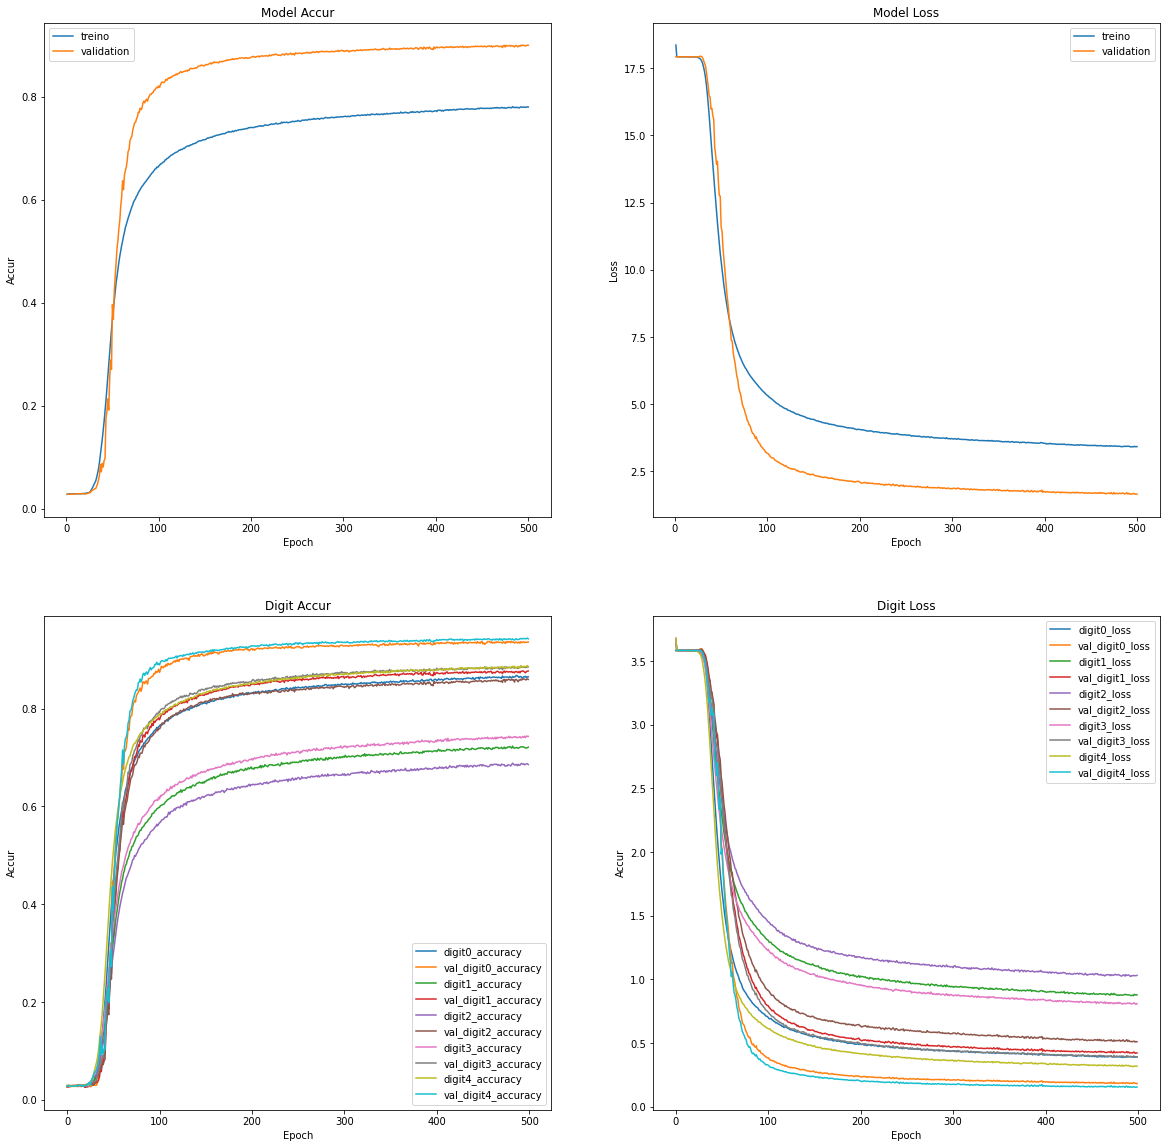 Model Accur
treino
validation
0.8
0.6
0.4
0.2
0.0
Accur
0
100
200
300
400
500
Epoch
Model Loss
treino
validation
17.5
15.0
12.5
10.0
7.5
5.0
2.5
Loss
0
100
200
300
400
500
Epoch
Digit Accur
0.8
0.6
0.4
0.2
0.0
Accur
digit0_accuracy
val_digit0_accuracy
digit1_accuracy
val_digit1_accuracy
digit2_accuracy
val_digit2_accuracy
digit3_accuracy
val_digit3_accuracy
digit4_accuracy
val_digit4_accuracy
0
100
200
300
400
500
Epoch
Digit Loss
digit0_loss
val_digit0_loss
digit1_loss
val_digit1_loss
digit2_loss
val_digit2_loss
digit3_loss
val_digit3_loss
digit4_loss
val_digit4_loss
3.5
3.0
2.5
2.0
1.5
1.0
0.5
0.0
Accur
0
100
200
300
400
500
Epoch